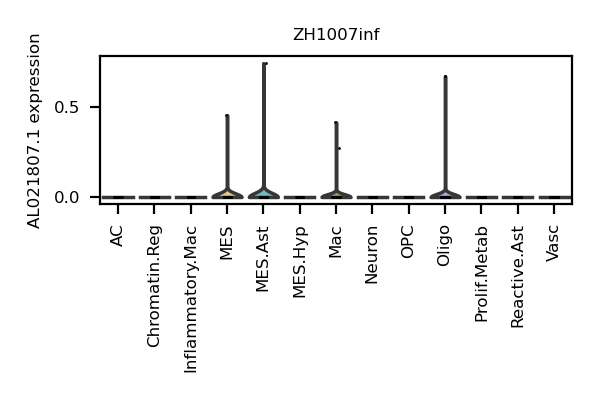 ZH1007inf
AL021807.1 expression
0.5
0.0
AC
Chromatin.Reg
Inflammatory.Mac
MES
MES.Ast
MES.Hyp
Mac
Neuron
OPC
Oligo
Prolif.Metab
Reactive.Ast
Vasc